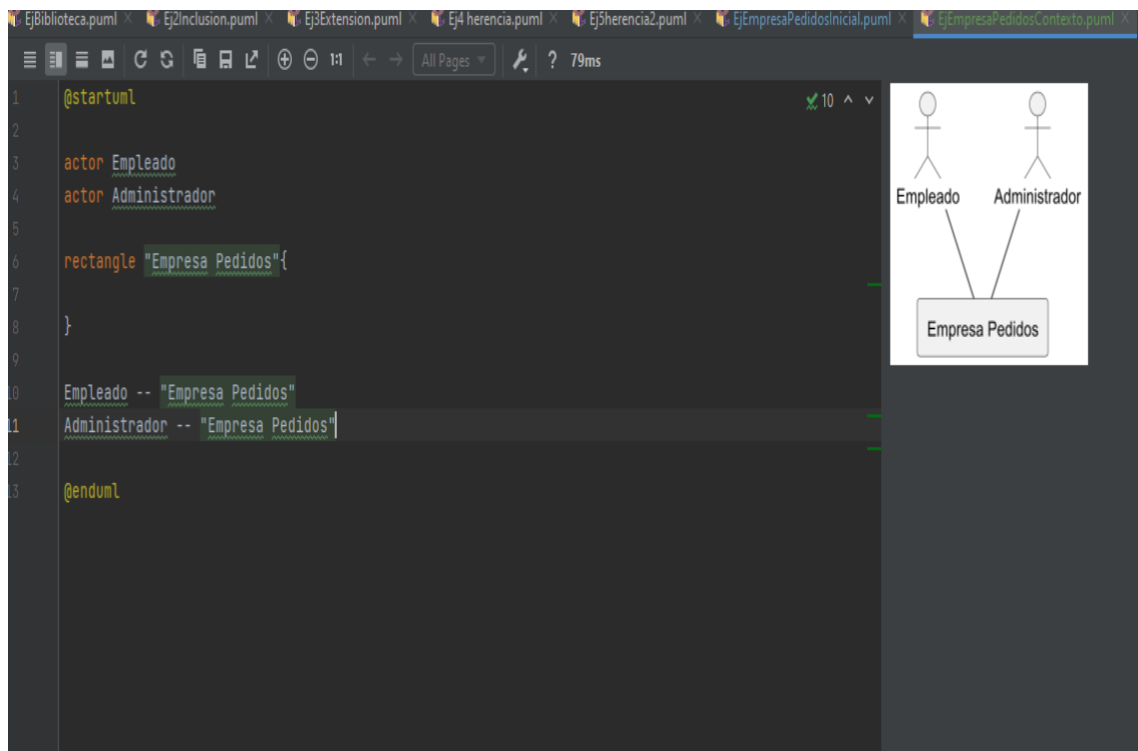 EjBiblioteca.puml × Ej2Inclusion.puml × Ej3Extension.puml × Ej4 herencia.puml × Ej5herencia2.puml × EjEmpresaPedidosInicial.puml × EjEmpresaPedidosContexto.puml ×
1:1 All Pages ? 79ms
1 @startuml 10
2
3 actor Empleado
4 actor Administrador
5
6 rectangle "Empresa Pedidos"{
7
8 }
9
10 Empleado -- "Empresa Pedidos"
11 Administrador -- "Empresa Pedidos"
12
13 @enduml
Empleado Administrador
Empresa Pedidos